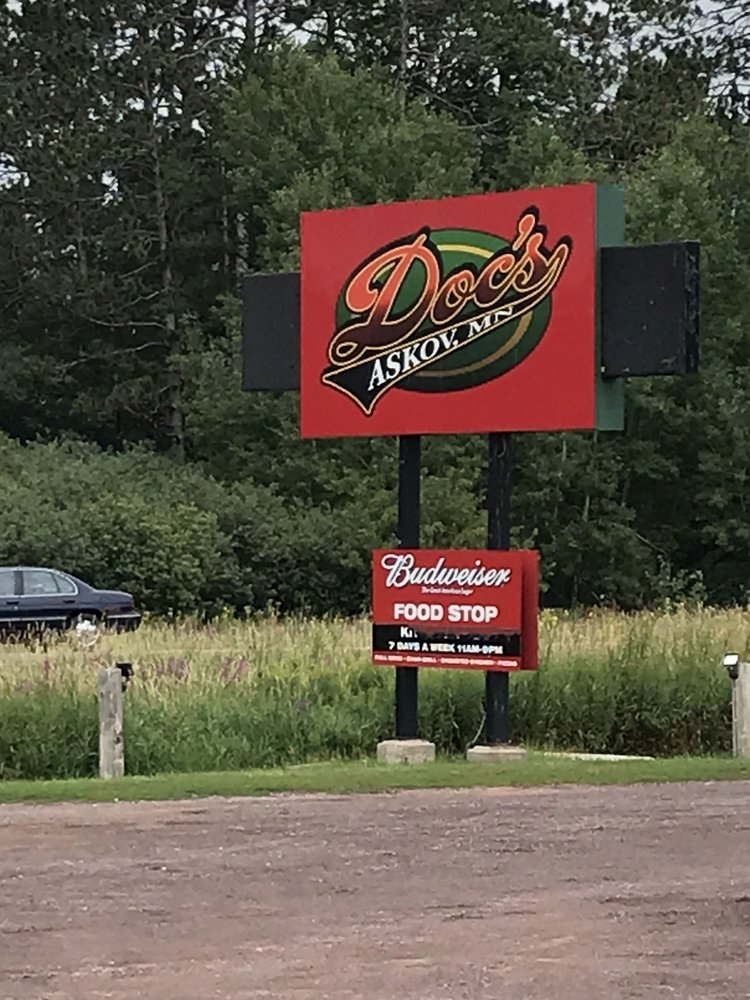 Doc's
ASKOV, MN
Budweiser
FOOD STOP
7 DAYS A WEEK 11AM-9PM